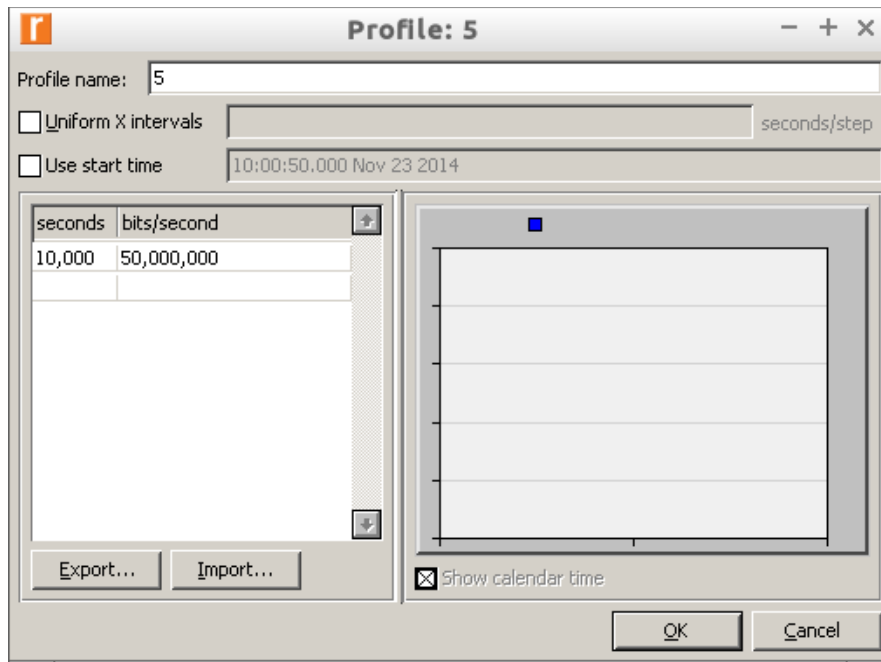 r Profile: 5
Profile name: 5
Uniform X intervals seconds/step
Use start time 10:00:50.000 Nov 23 2014
seconds bits/second
10,000 50,000,000
Export... Import...
Show calendar time
OK Cancel